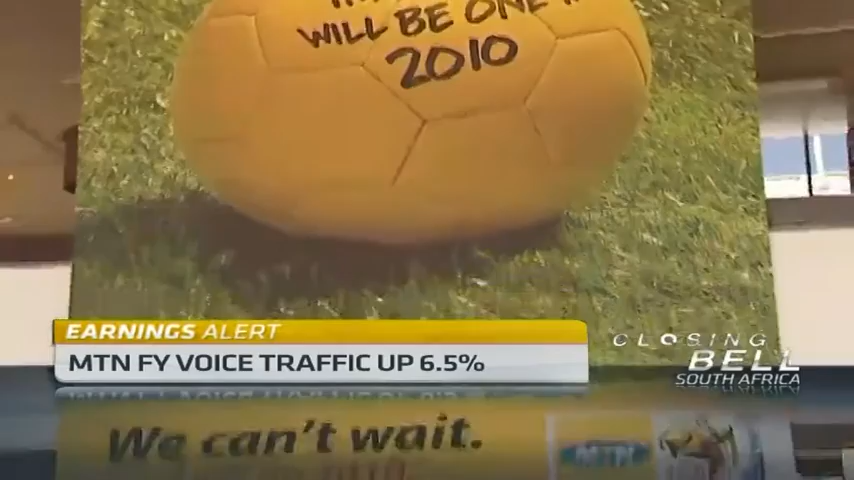 WILL BE ONE
2010
EARNINGS ALERT
MTN FY VOICE TRAFFIC UP 6.5%
CLOSING
BELL
SOUTH AFRICA
We can't wait.
MTN